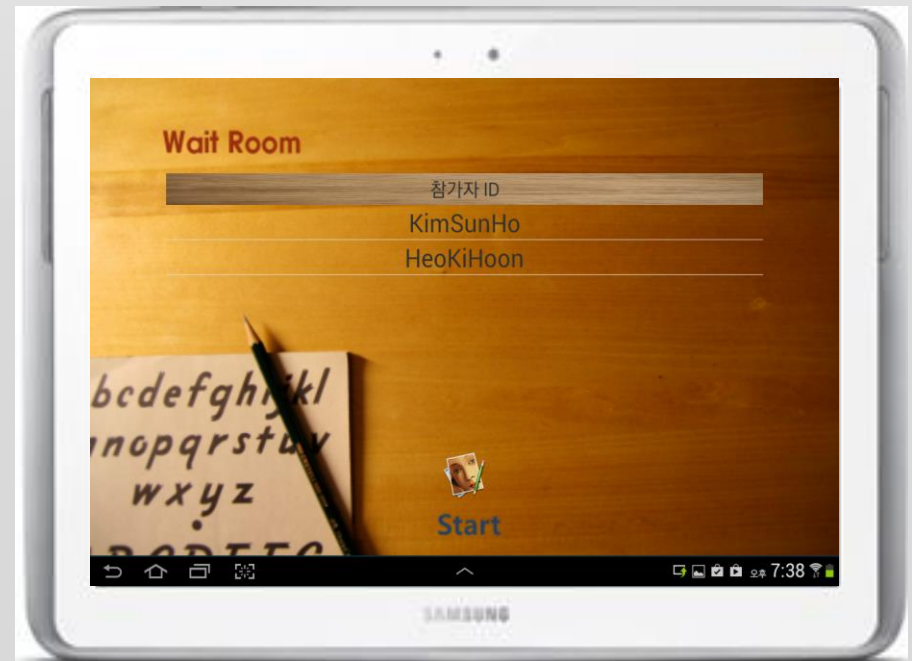 Wait Room
참가자 ID
KimSunHo
HeoKiHoon
bcdefghijkl
nopqrstuv
wxyz
Start
오후 7:38
SAMSUNG